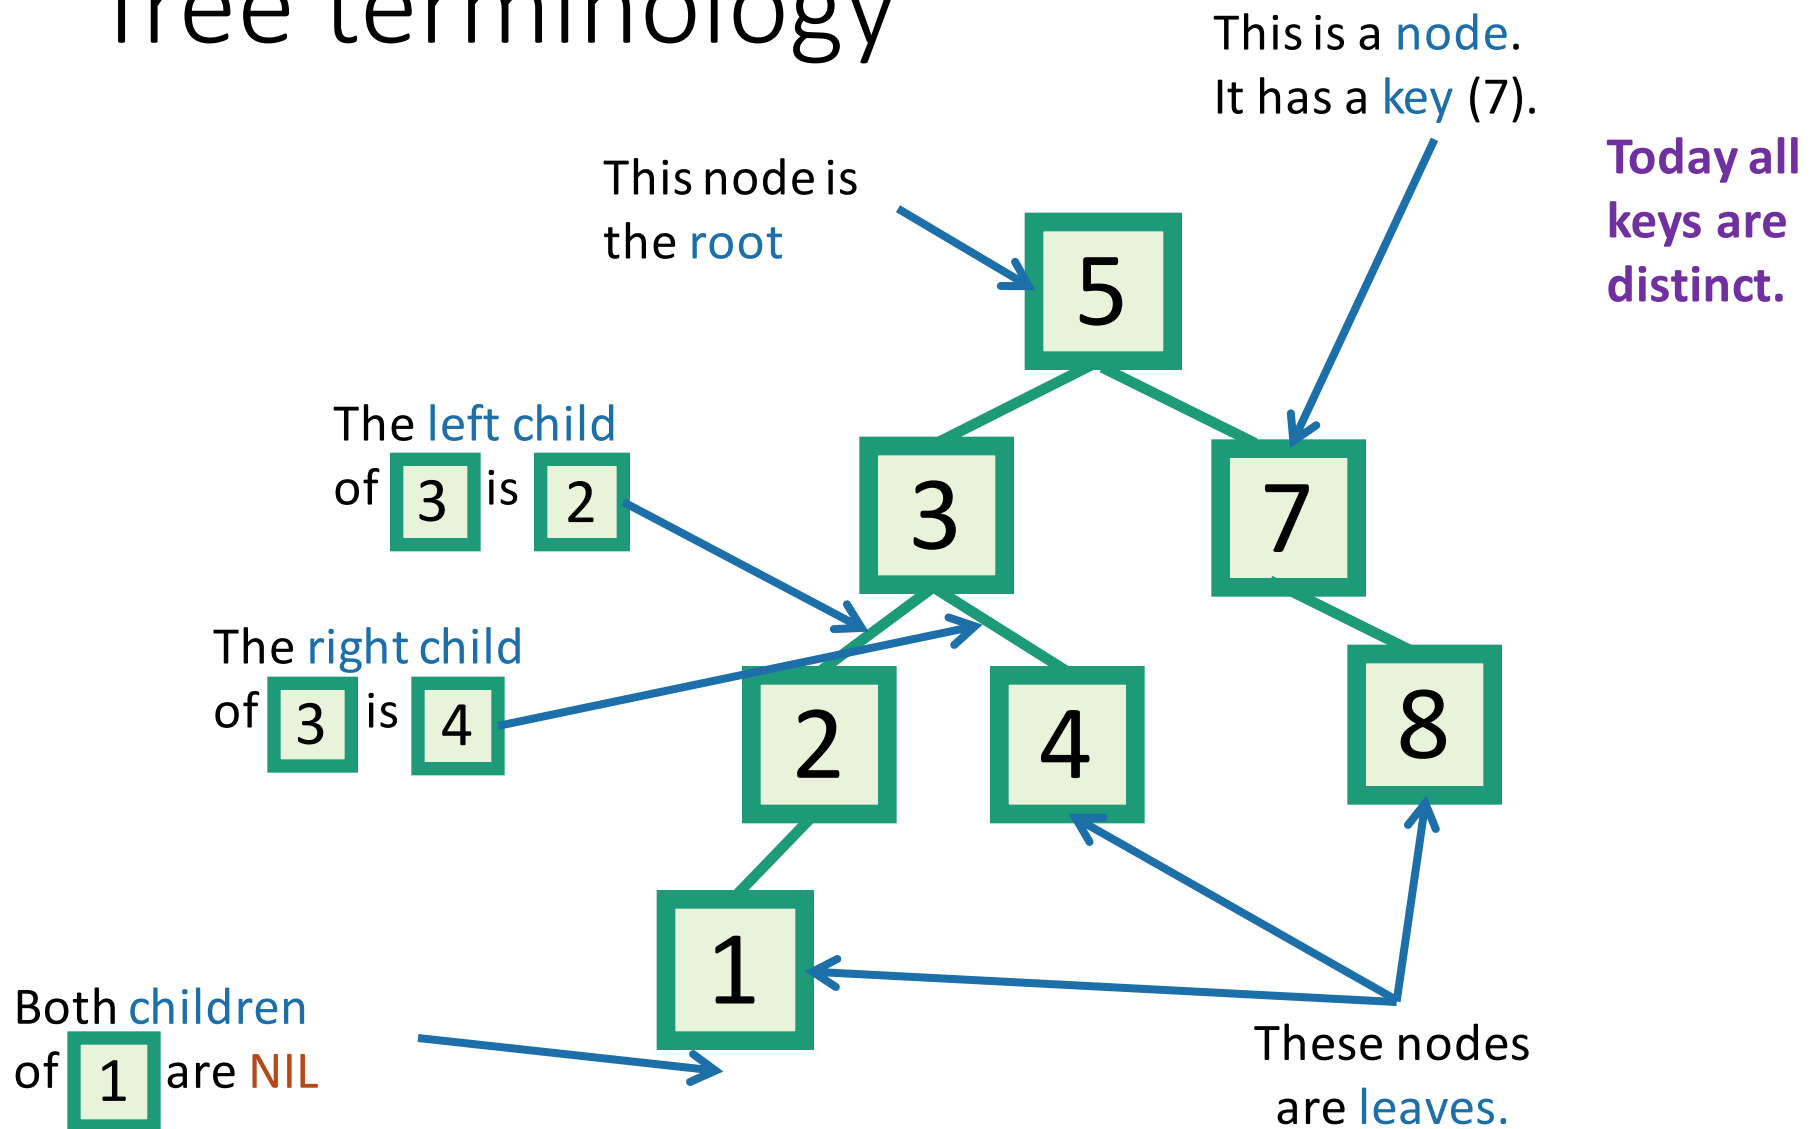 Tree terminology
This is a node.
It has a key (7).
Today all
keys are
distinct.
This node is
the root
5
The left child
of 3 is 2
3
7
The right child
of 3 is 4
2
4
8
1
Both children
of 1 are NIL
These nodes
are leaves.